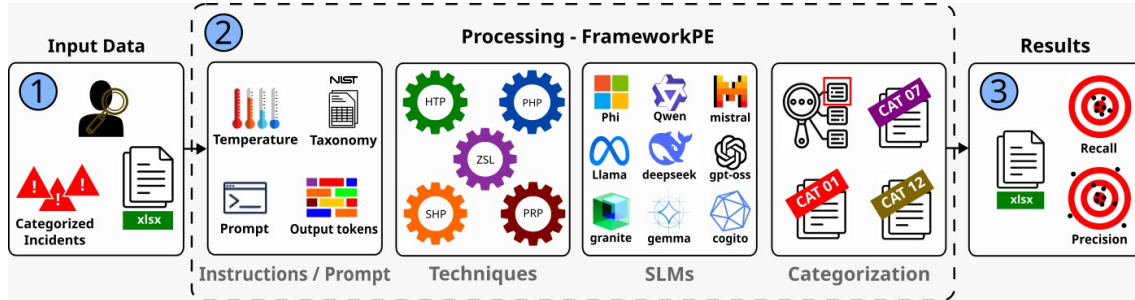 Input Data
1
Categorized
Incidents
xlsx
2
Processing - FrameworkPE
NIST
Temperature
Taxonomy
Prompt
Output tokens
Instructions / Prompt
HTP
PHP
ZSL
SHP
PRP
Techniques
Phi
Qwen
mistral
Llama
deepseek
gpt-oss
granite
gemma
cogito
SLMs
CAT 07
CAT 01
CAT 12
Categorization
Results
3
xlsx
Recall
Precision